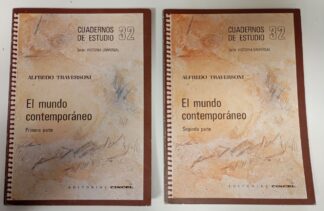 CUADERNOS
DE ESTUDIO 32
Serie HISTORIA UNIVERSAL
ALFREDO TRAVERSONI
El mundo
contemporáneo
Primera parte
EDITORIAL CINCEL
CUADERNOS
DE ESTUDIO 32
Serie HISTORIA UNIVERSAL
ALFREDO TRAVERSONI
El mundo
contemporáneo
Segunda parte
EDITORIAL CINCEL